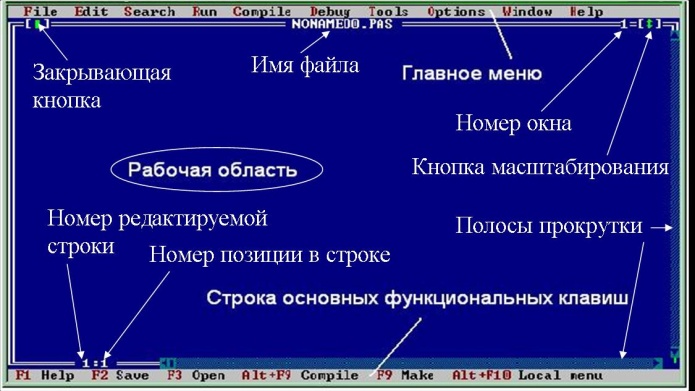 File Edit Search Run Compile Debug Tools Options Window Help
NONAME00.PAS 1
Закрывающая
кнопка
Имя файла
Главное меню
Номер окна
Рабочая область
Кнопка масштабирования
Номер редактируемой
строки
Номер позиции в строке
Полосы прокрутки
Строка основных функциональных клавиш
1:1
F1 Help F2 Save F3 Open Alt+F9 Compile F9 Make Alt+F10 Local menu